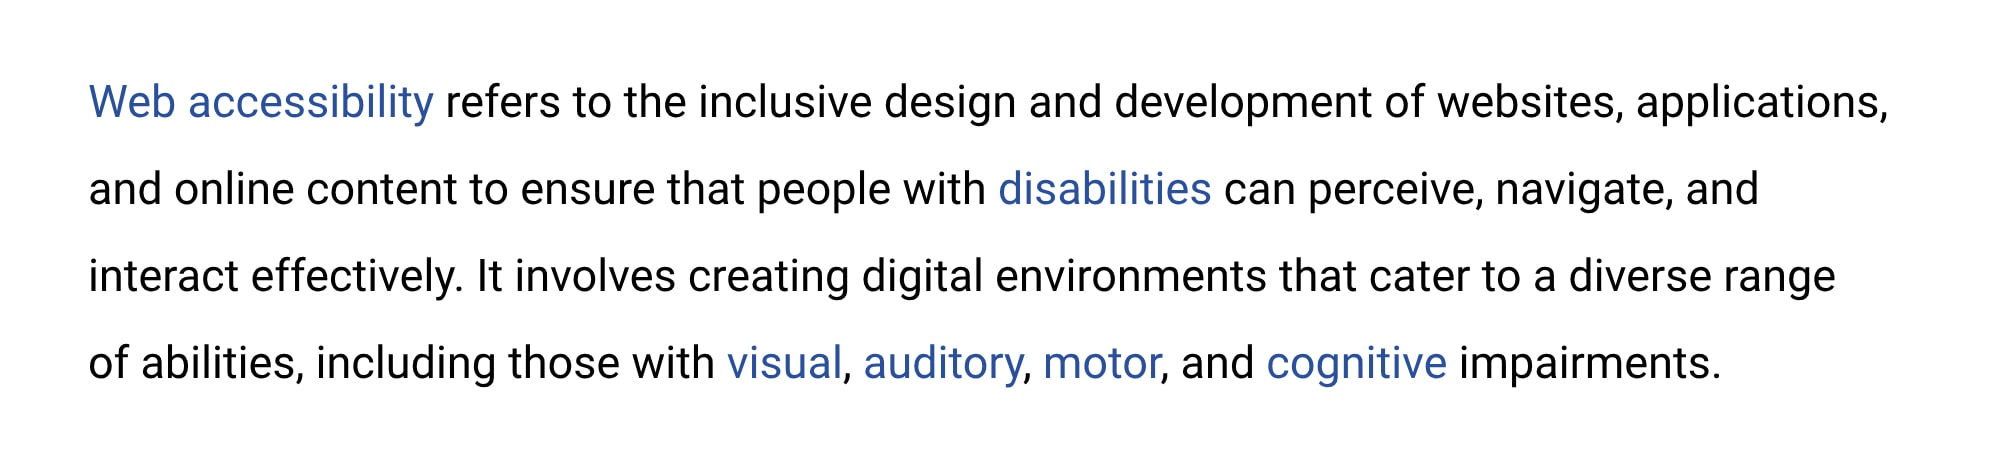 Web accessibility refers to the inclusive design and development of websites, applications,
and online content to ensure that people with disabilities can perceive, navigate, and
interact effectively. It involves creating digital environments that cater to a diverse range
of abilities, including those with visual, auditory, motor, and cognitive impairments.